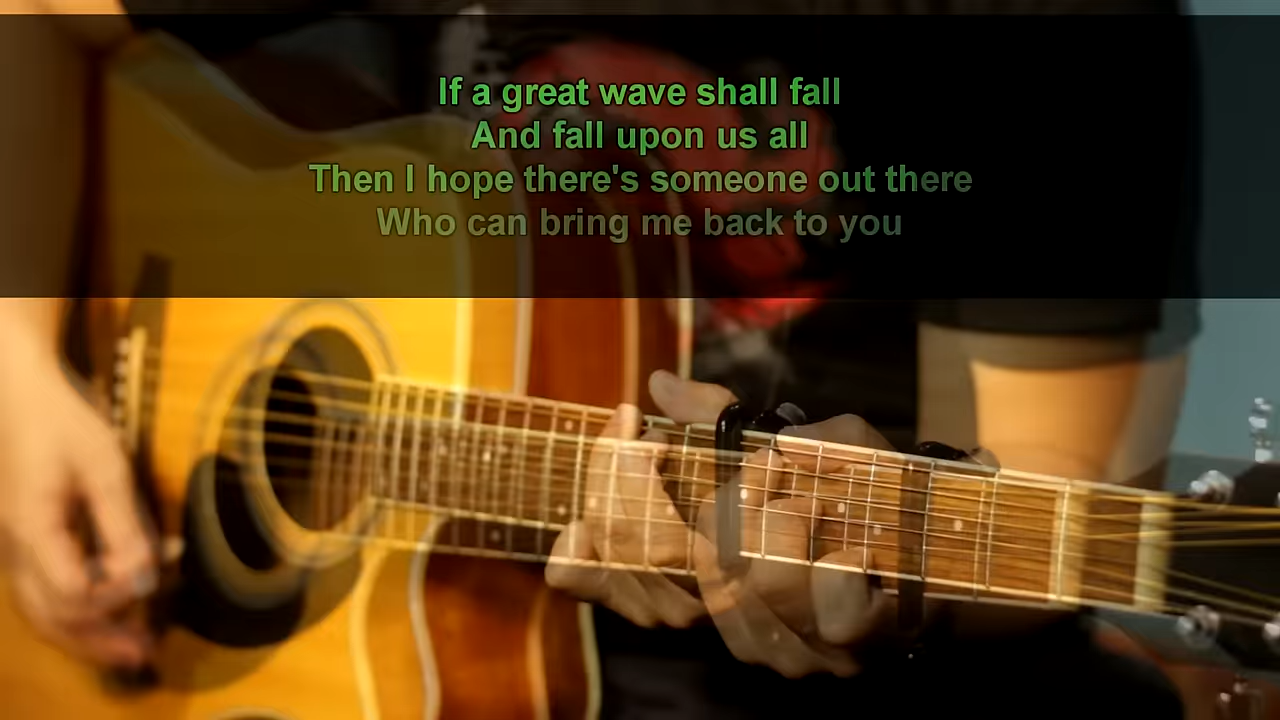 If a great wave shall fall
And fall upon us all
Then I hope there's someone out there
Who can bring me back to you